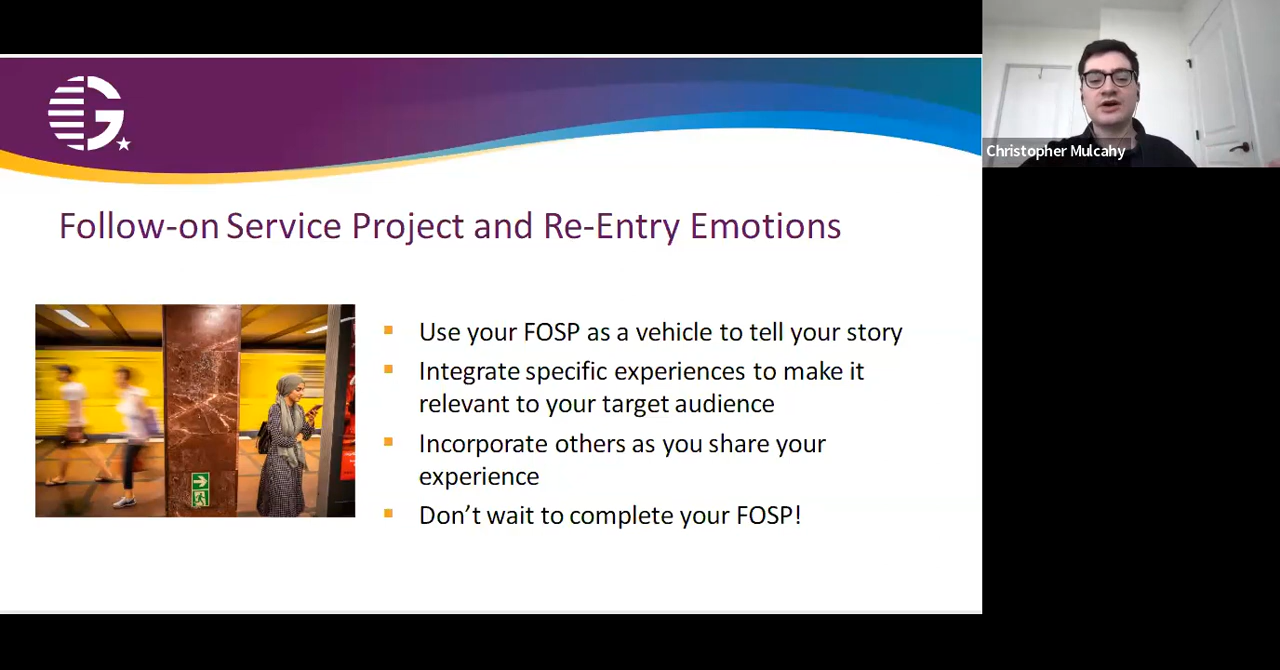 Christopher Mulcahy
Follow-on Service Project and Re-Entry Emotions
Use your FOSP as a vehicle to tell your story
Integrate specific experiences to make it
relevant to your target audience
Incorporate others as you share your
experience
Don’t wait to complete your FOSP!